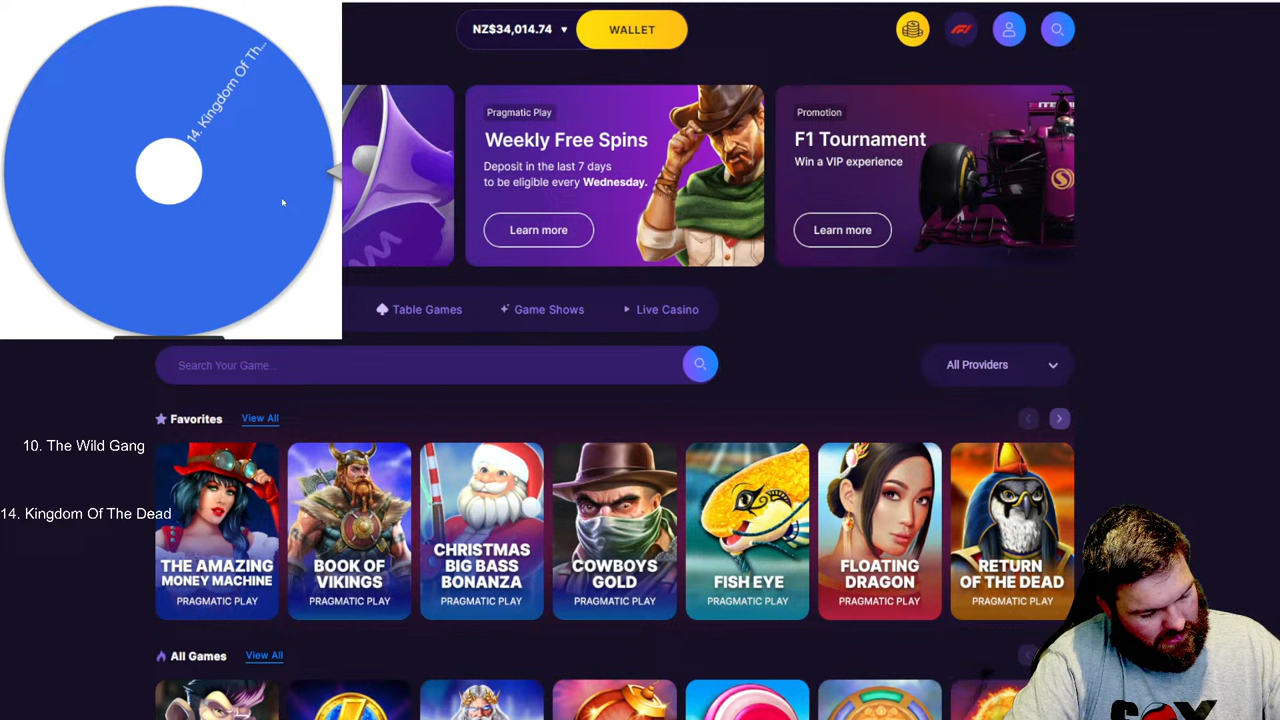 14. Kingdom Of Th...
NZ$34,014.74
WALLET
Pragmatic Play
Weekly Free Spins
Deposit in the last 7 days
to be eligible every Wednesday.
Learn more
Promotion
F1 Tournament
Win a VIP experience
Learn more
Table Games
Game Shows
Live Casino
Search Your Game...
All Providers
Favorites
View All
10. The Wild Gang
14. Kingdom Of The Dead
THE AMAZING
MONEY MACHINE
PRAGMATIC PLAY
BOOK OF
VIKINGS
PRAGMATIC PLAY
CHRISTMAS
BIG BASS
BONANZA
PRAGMATIC PLAY
COWBOYS
GOLD
PRAGMATIC PLAY
FISH EYE
PRAGMATIC PLAY
FLOATING
DRAGON
PRAGMATIC PLAY
RETURN
OF THE DEAD
PRAGMATIC PLAY
All Games
View All